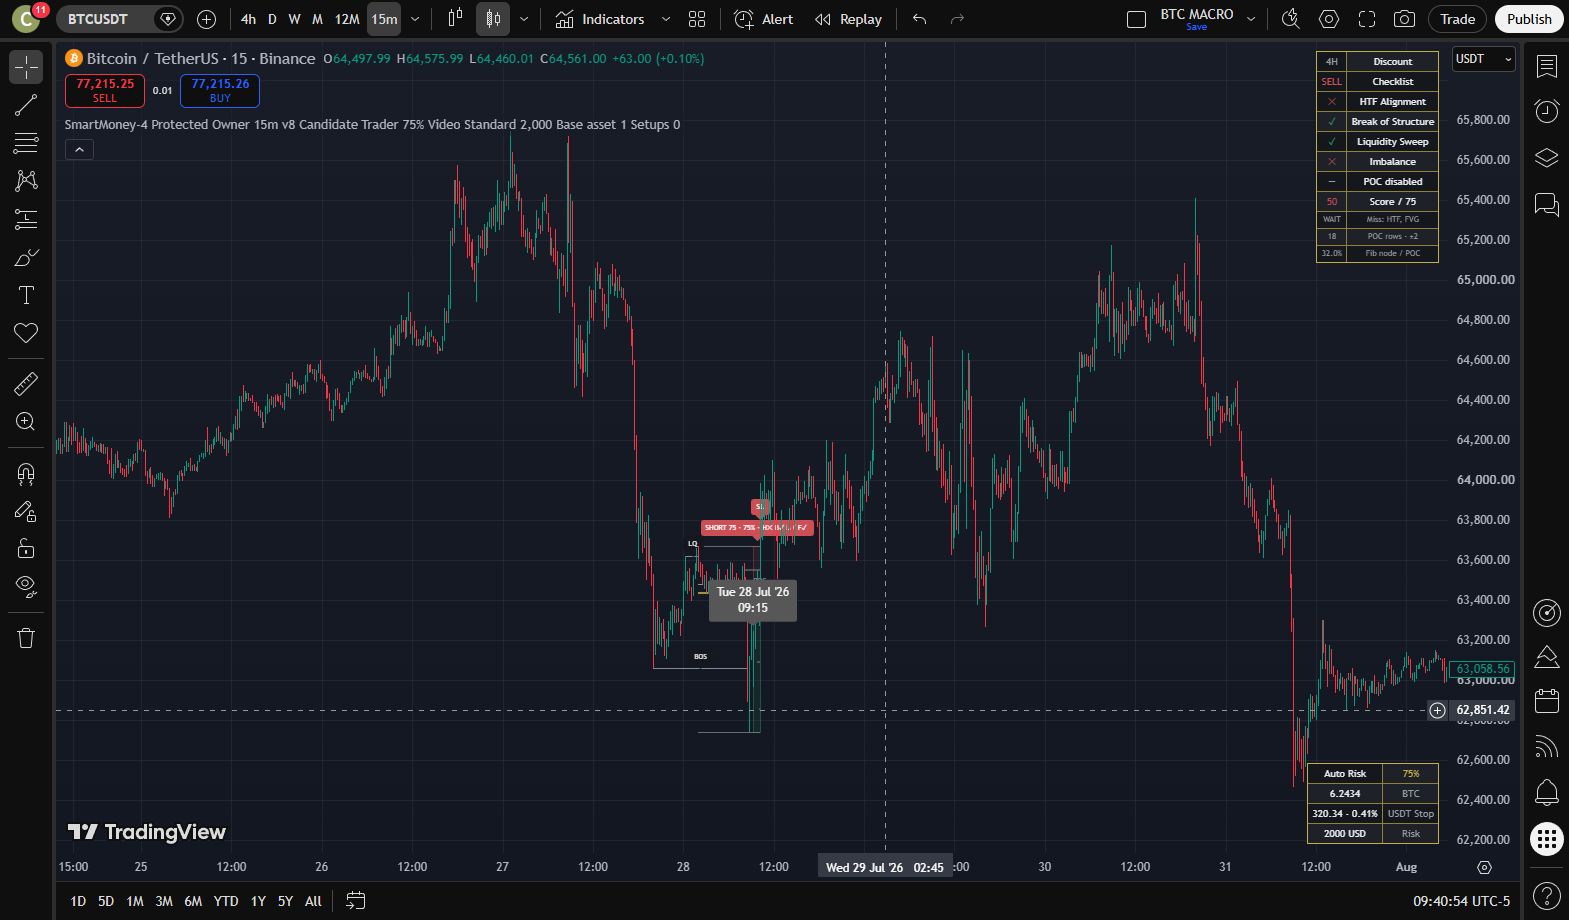 C 11 BTCUSDT 4h D W M 12M 15m Indicators Alert Replay BTC MACRO Save Trade Publish
Bitcoin / TetherUS · 15 · Binance O64,497.99 H64,575.99 L64,460.01 C64,561.00 +63.00 (+0.10%)
77,215.25 SELL
0.01
77,215.26 BUY
SmartMoney-4 Protected Owner 15m v8 Candidate Trader 75% Video Standard 2,000 Base asset 1 Setups 0
USDT
4H Discount
SELL Checklist
× HTF Alignment
✓ Break of Structure
✓ Liquidity Sweep
× Imbalance
– POC disabled
50 Score / 75
WAIT Miss: HTF, FVG
18 POC rows · ±2
32.0% Fib node / POC
65,800.00
65,600.00
65,400.00
65,200.00
65,000.00
64,800.00
64,600.00
64,400.00
64,200.00
64,000.00
63,800.00
63,600.00
63,400.00
63,200.00
63,058.56
63,000.00
62,851.42
62,800.00
62,600.00
62,400.00
62,200.00
SHORT 75 - 75% -
LQ
Tue 28 Jul '26
09:15
BOS
Auto Risk 75%
6.2434 BTC
320.34 - 0.41% USDT Stop
2000 USD Risk
TradingView
15:00 25 12:00 26 12:00 27 12:00 28 12:00 Wed 29 Jul '26 02:45 :00 30 12:00 31 12:00 Aug
1D 5D 1M 3M 6M YTD 1Y 5Y All
09:40:54 UTC-5